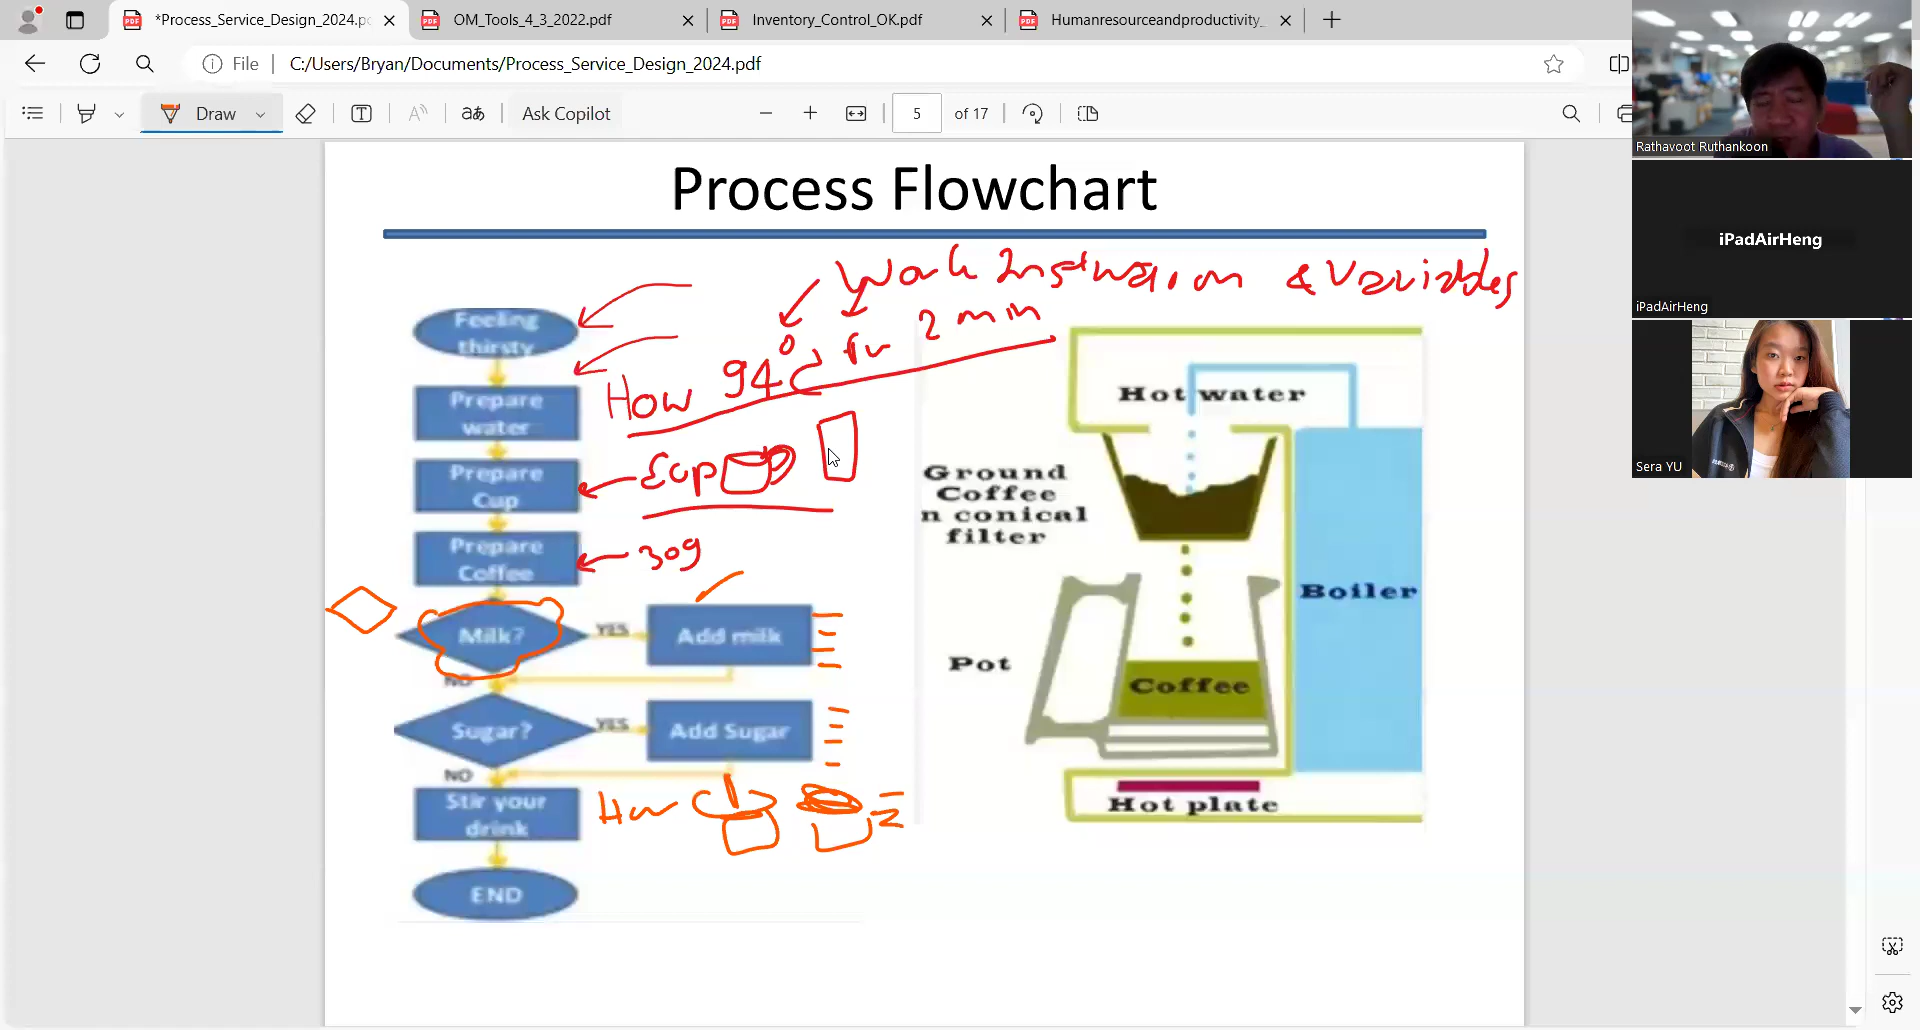 *Process_Service_Design_2024.p
OM_Tools_4_3_2022.pdf
Inventory_Control_OK.pdf
Humanresourceandproductivity_
File
C:/Users/Bryan/Documents/Process_Service_Design_2024.pdf
Draw
Ask Copilot
5 of 17
Rathavoot Ruthankoon
iPadAirHeng
iPadAirHeng
Sera YU
Process Flowchart
Work Instruction & Variables
How 94°C for 2 min
Feeling
thirsty
Prepare
water
Prepare
Cup
Cup
Prepare
Coffee
30g
Milk?
YES
Add milk
NO
Sugar?
YES
Add Sugar
NO
Stir your
drink
How
END
Hot water
Ground
Coffee
n conical
filter
Boiler
Pot
Coffee
Hot plate